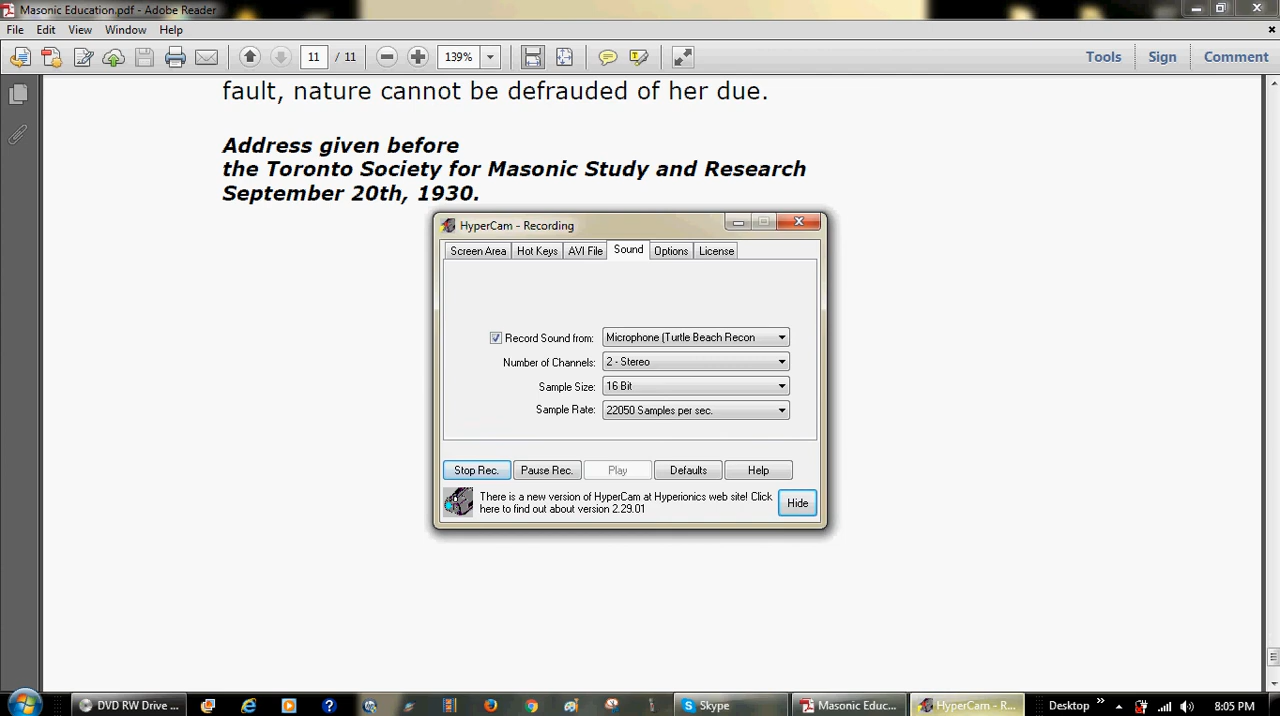 Masonic Education.pdf - Adobe Reader
File Edit View Window Help
11 / 11 139% Tools Sign Comment
fault, nature cannot be defrauded of her due.
Address given before
the Toronto Society for Masonic Study and Research
September 20th, 1930.
HyperCam - Recording
Screen Area Hot Keys AVI File Sound Options License
Record Sound from: Microphone (Turtle Beach Recon
Number of Channels: 2 - Stereo
Sample Size: 16 Bit
Sample Rate: 22050 Samples per sec.
Stop Rec. Pause Rec. Play Defaults Help
There is a new version of HyperCam at Hyperionics web site! Click
here to find out about version 2.29.01
Hide
DVD RW Drive ... Skype Masonic Educ... HyperCam - R... Desktop 8:05 PM